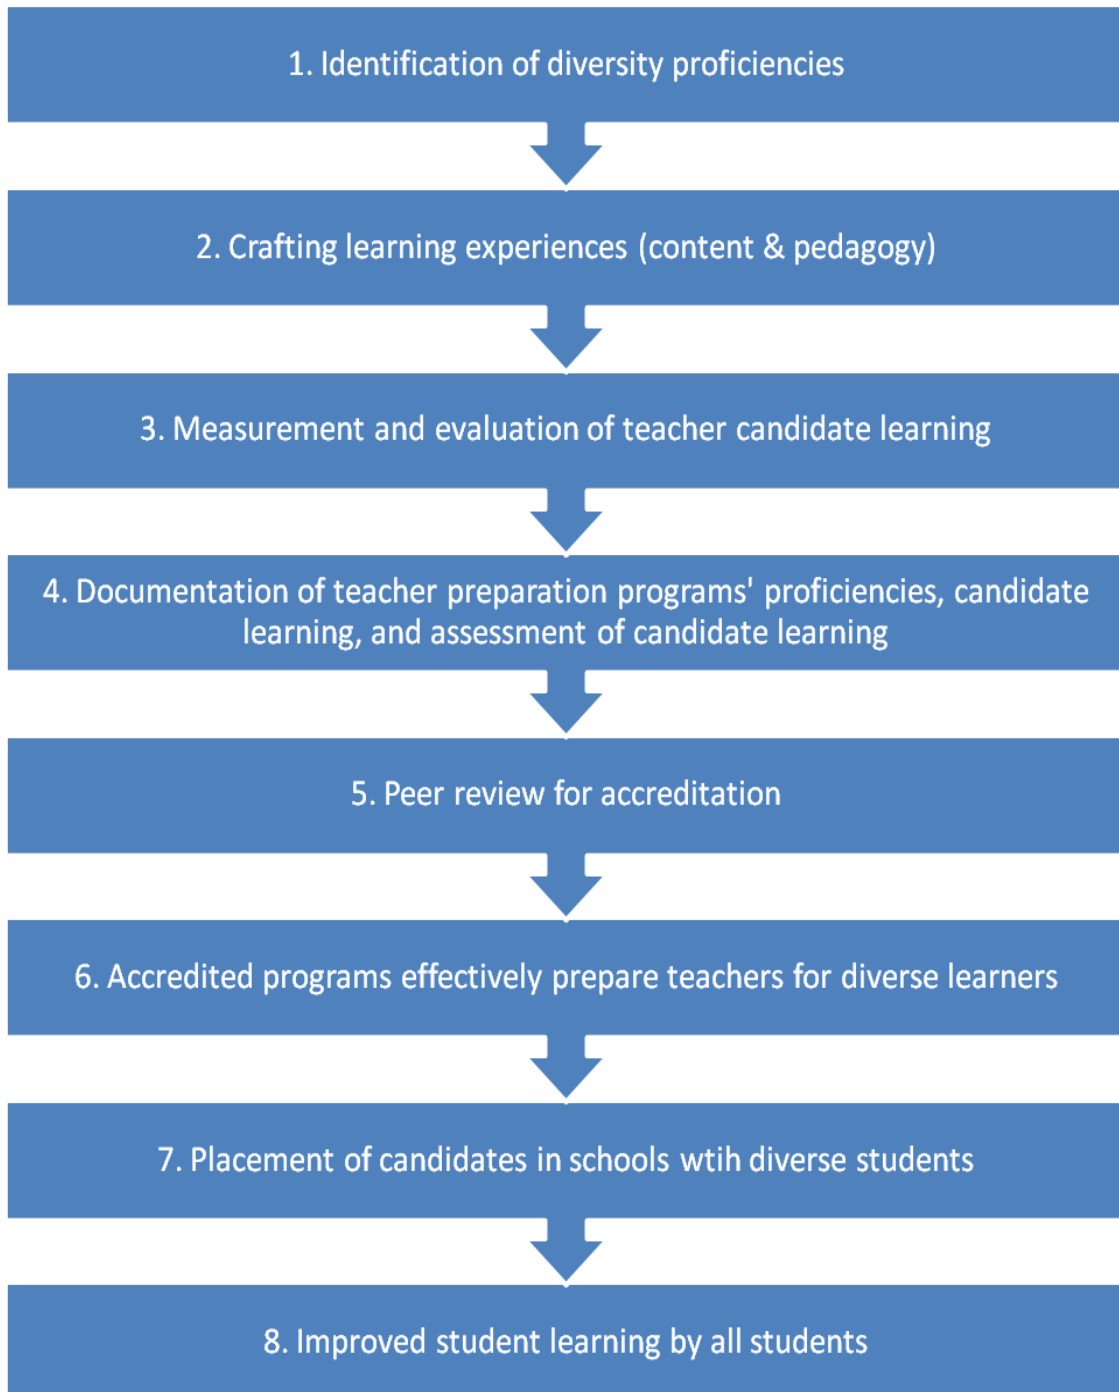 1. Identification of diversity proficiencies
2. Crafting learning experiences (content & pedagogy)
3. Measurement and evaluation of teacher candidate learning
4. Documentation of teacher preparation programs' proficiencies, candidate
learning, and assessment of candidate learning
5. Peer review for accreditation
6. Accredited programs effectively prepare teachers for diverse learners
7. Placement of candidates in schools wtih diverse students
8. Improved student learning by all students